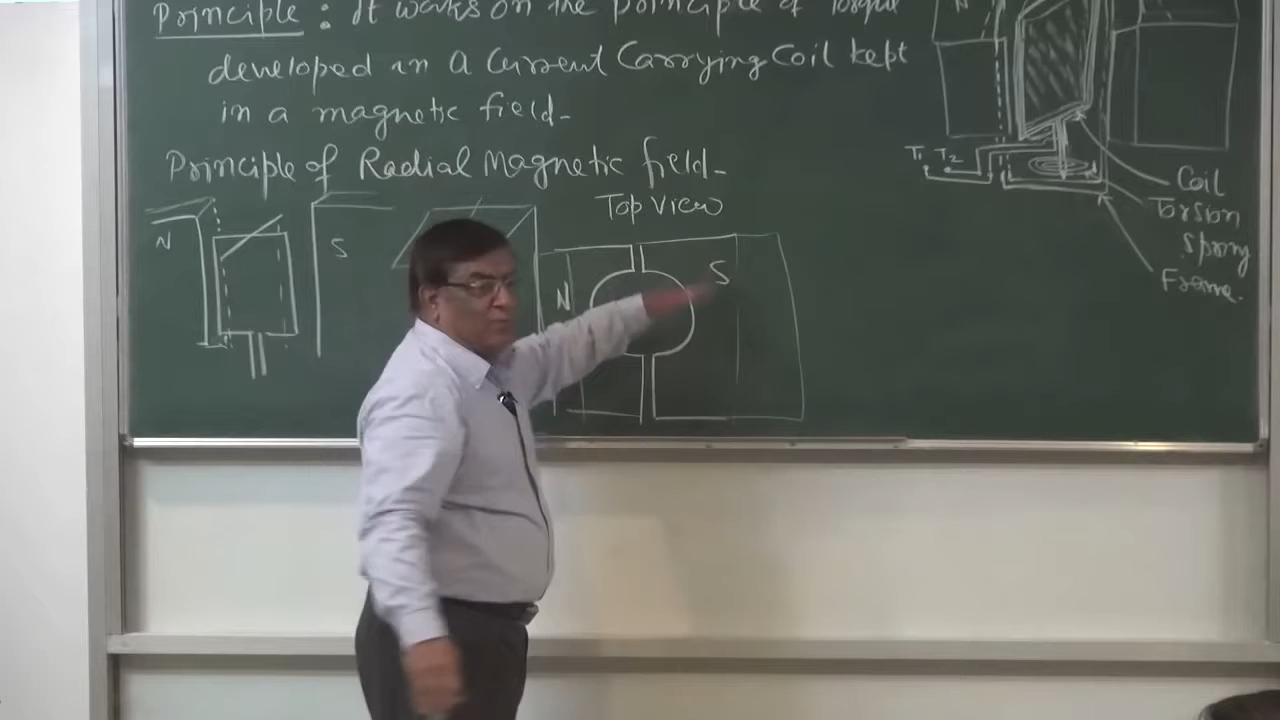 Principle : It works on the principle of Torque
developed in a Current Carrying Coil kept
in a magnetic field-
Principle of Radial Magnetic field-
Top View
N
S
N
S
N
T1 T2
Coil
Torsion
Spring
Frame.